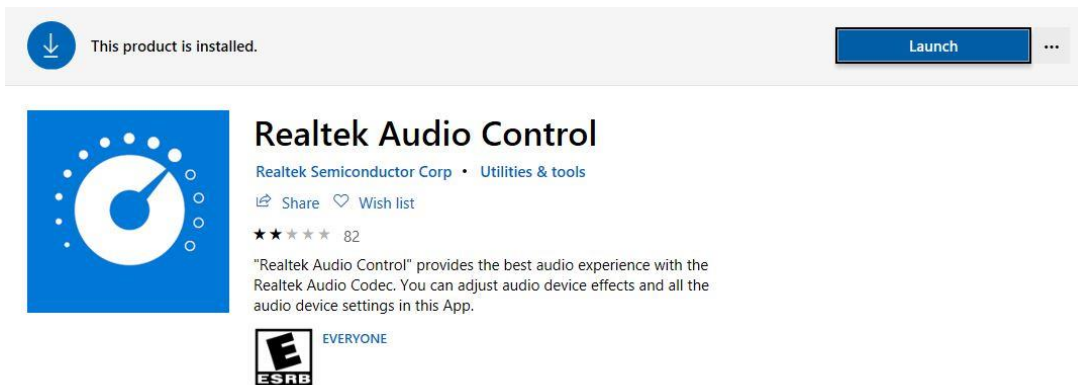 This product is installed.
Launch
...
Realtek Audio Control
Realtek Semiconductor Corp • Utilities & tools
Share Wish list
82
"Realtek Audio Control" provides the best audio experience with the
Realtek Audio Codec. You can adjust audio device effects and all the
audio device settings in this App.
E
EVERYONE
ESRB